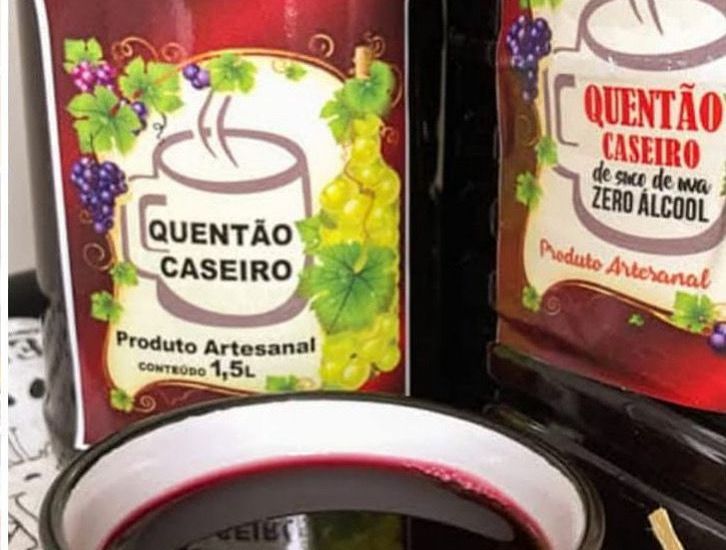 QUENTÃO
CASEIRO
Produto Artesanal
CONTEÚDO 1,5L
QUENTÃO
CASEIRO
de suco de uva
ZERO ÁLCOOL
Produto Artesanal